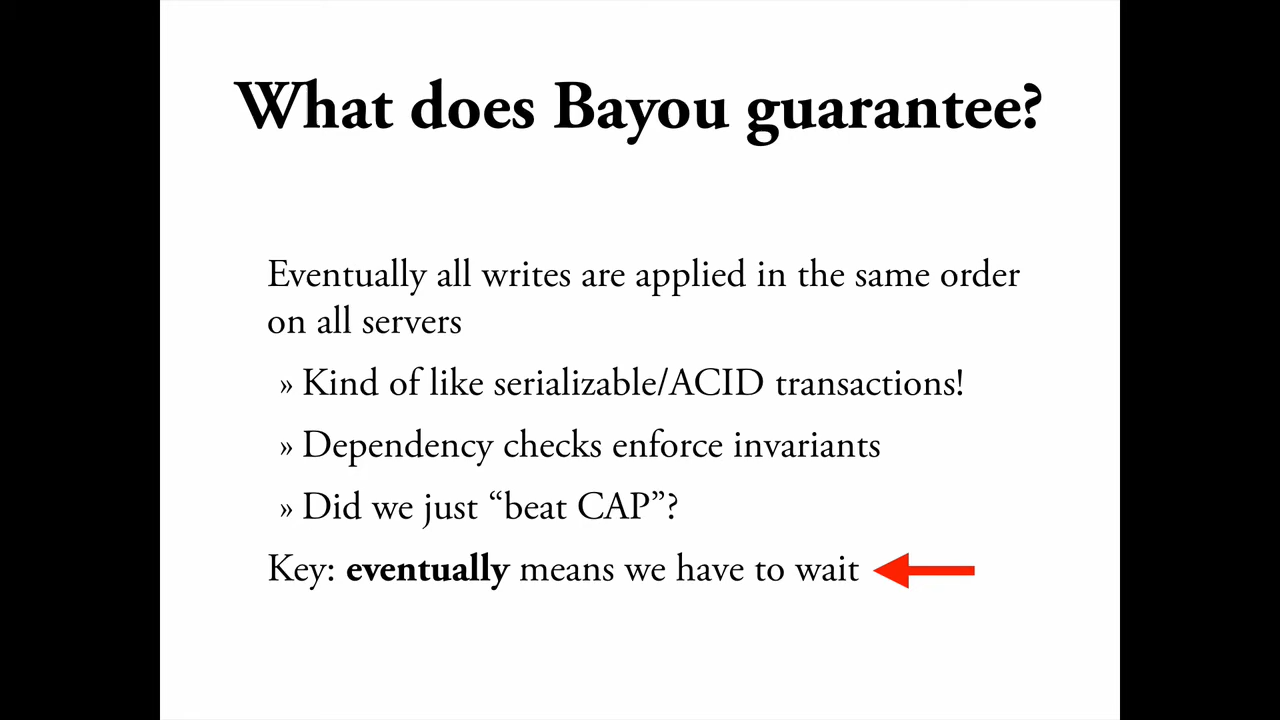 What does Bayou guarantee?
Eventually all writes are applied in the same order
on all servers
» Kind of like serializable/ACID transactions!
» Dependency checks enforce invariants
» Did we just “beat CAP”?
Key: eventually means we have to wait